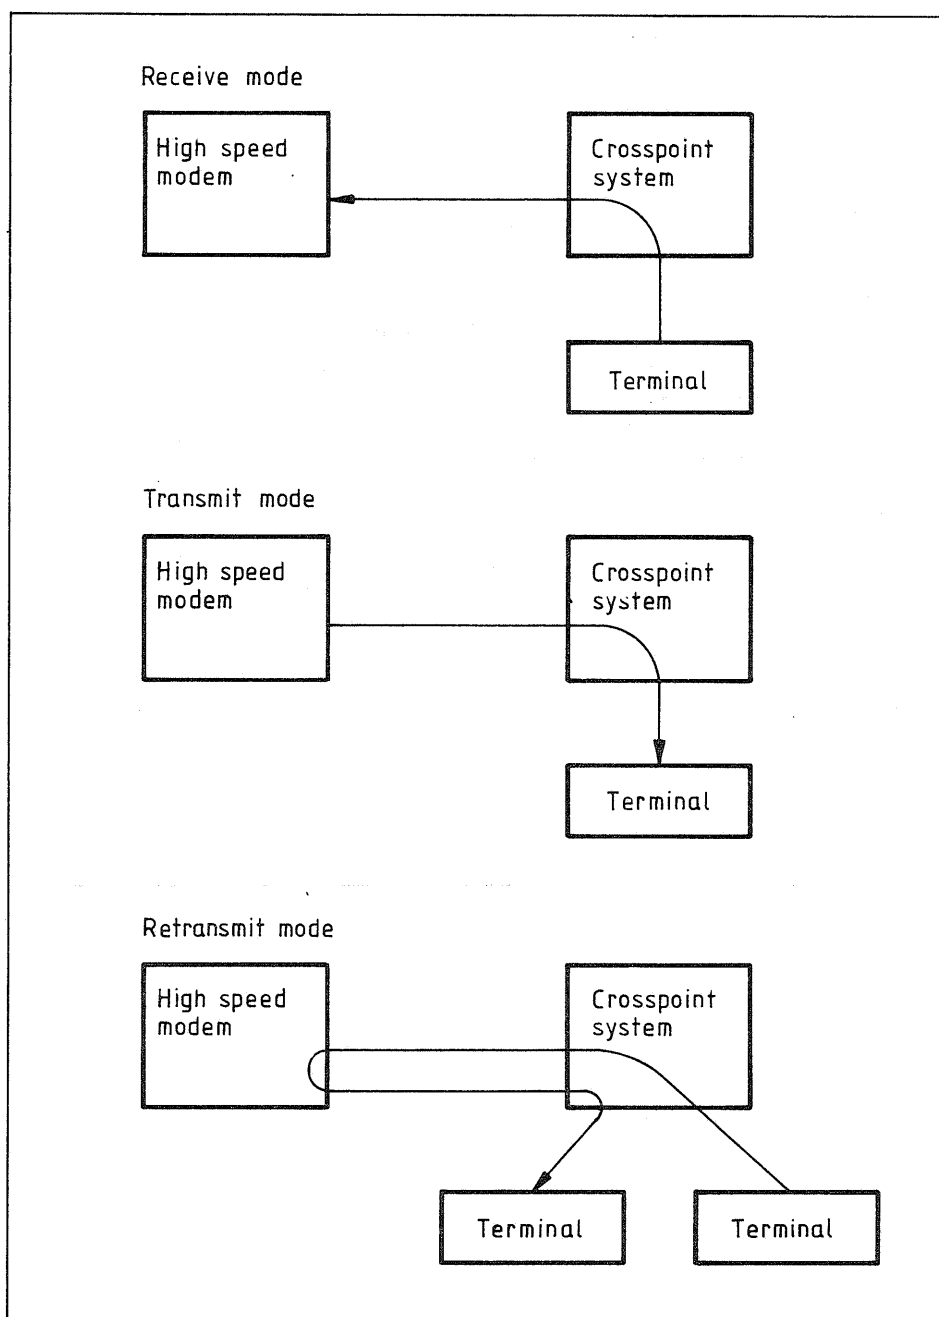 Receive mode
High speed
modem
Crosspoint
system
Terminal
Transmit mode
High speed
modem
Crosspoint
system
Terminal
Retransmit mode
High speed
modem
Crosspoint
system
Terminal
Terminal